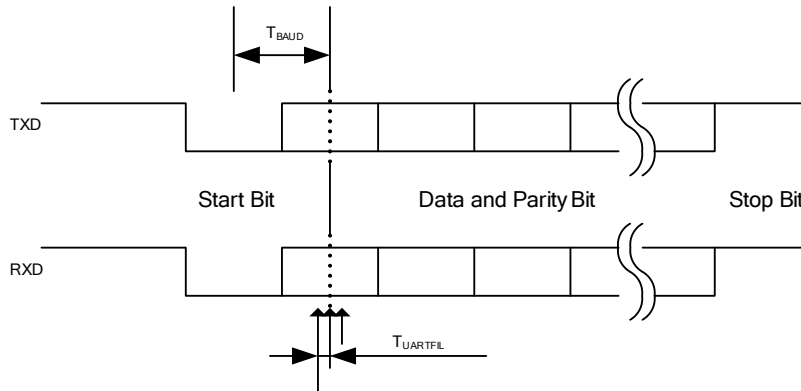 TBAUD
TXD
Start Bit
Data and Parity Bit
Stop Bit
RXD
TUARTFIL